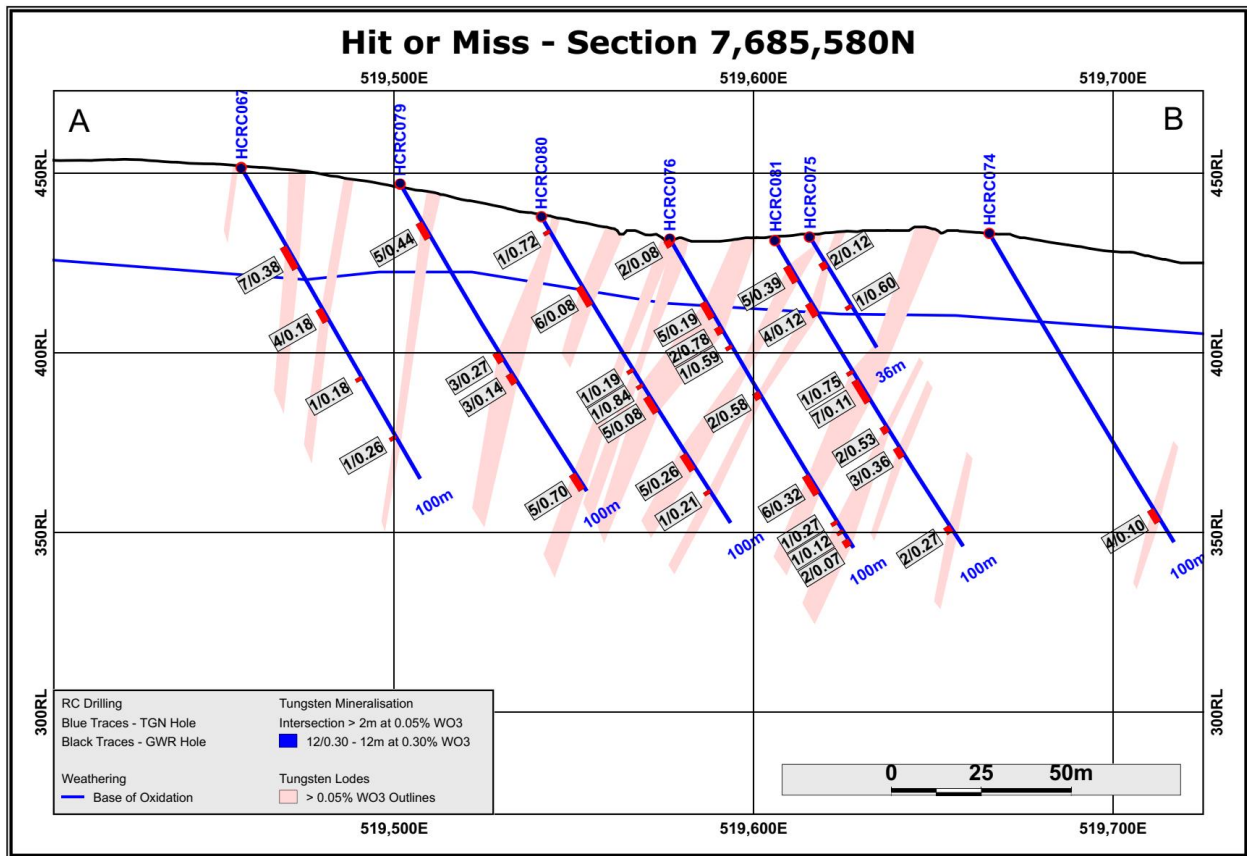 Hit or Miss - Section 7,685,580N
519,500E
519,600E
519,700E
A
B
HCRC067
HCRC079
HCRC080
HCRC076
HCRC081
HCRC075
HCRC074
450RL
450RL
400RL
400RL
350RL
350RL
300RL
300RL
7/0.38
4/0.18
1/0.18
1/0.26
100m
5/0.44
3/0.27
3/0.14
5/0.70
100m
1/0.72
6/0.08
1/0.19
1/0.84
5/0.08
5/0.26
1/0.21
100m
2/0.08
5/0.19
2/0.78
1/0.59
2/0.58
6/0.32
1/0.27
1/0.12
2/0.07
100m
5/0.39
4/0.12
1/0.75
7/0.11
2/0.53
3/0.36
2/0.27
100m
2/0.12
1/0.60
36m
4/0.10
100m
RC Drilling
Blue Traces - TGN Hole
Black Traces - GWR Hole
Weathering
Base of Oxidation
Tungsten Mineralisation
Intersection > 2m at 0.05% WO3
12/0.30 - 12m at 0.30% WO3
Tungsten Lodes
> 0.05% WO3 Outlines
0 25 50m
519,500E
519,600E
519,700E